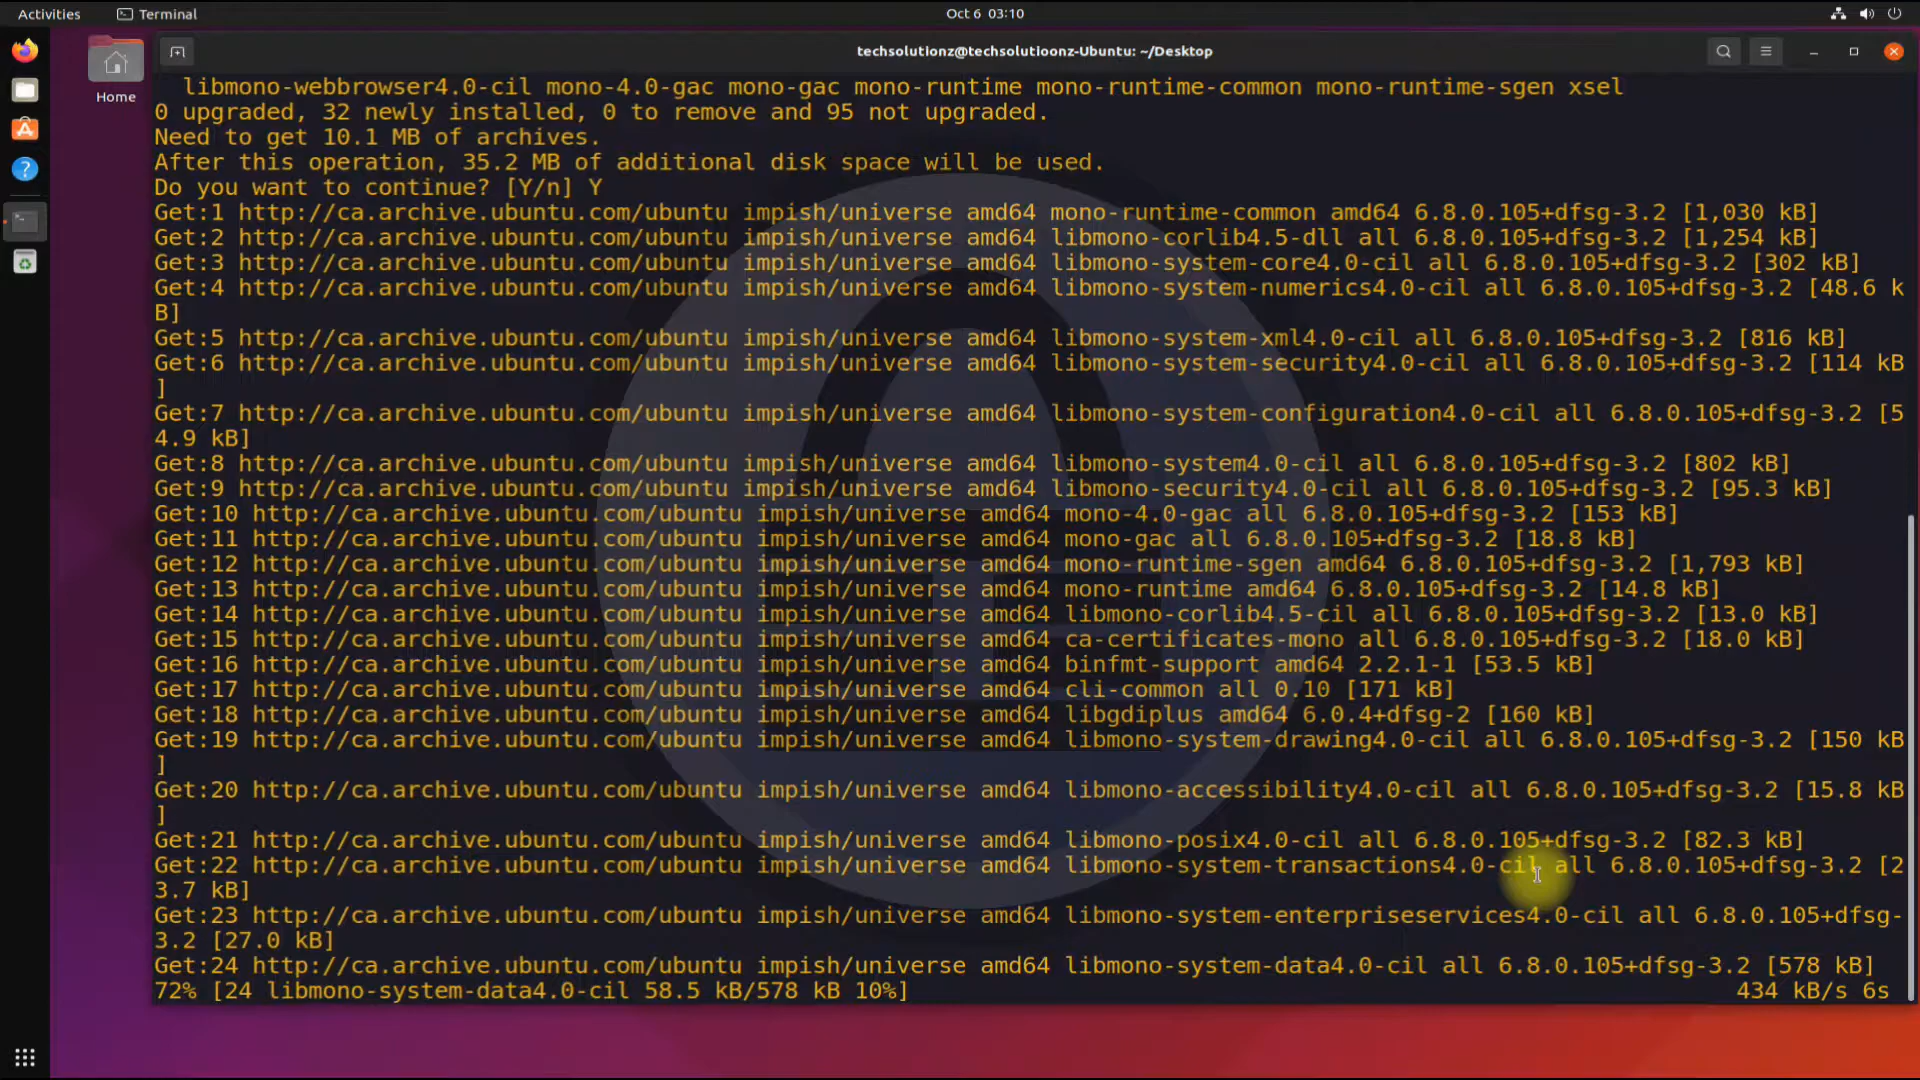 Activities
Terminal
Oct 6 03:10
Home
techsolutionz@techsolutioonz-Ubuntu: ~/Desktop
libmono-webbrowser4.0-cil mono-4.0-gac mono-gac mono-runtime mono-runtime-common mono-runtime-sgen xsel
0 upgraded, 32 newly installed, 0 to remove and 95 not upgraded.
Need to get 10.1 MB of archives.
After this operation, 35.2 MB of additional disk space will be used.
Do you want to continue? [Y/n] Y
Get:1 http://ca.archive.ubuntu.com/ubuntu impish/universe amd64 mono-runtime-common amd64 6.8.0.105+dfsg-3.2 [1,030 kB]
Get:2 http://ca.archive.ubuntu.com/ubuntu impish/universe amd64 libmono-corlib4.5-dll all 6.8.0.105+dfsg-3.2 [1,254 kB]
Get:3 http://ca.archive.ubuntu.com/ubuntu impish/universe amd64 libmono-system-core4.0-cil all 6.8.0.105+dfsg-3.2 [302 kB]
Get:4 http://ca.archive.ubuntu.com/ubuntu impish/universe amd64 libmono-system-numerics4.0-cil all 6.8.0.105+dfsg-3.2 [48.6 k
B]
Get:5 http://ca.archive.ubuntu.com/ubuntu impish/universe amd64 libmono-system-xml4.0-cil all 6.8.0.105+dfsg-3.2 [816 kB]
Get:6 http://ca.archive.ubuntu.com/ubuntu impish/universe amd64 libmono-system-security4.0-cil all 6.8.0.105+dfsg-3.2 [114 kB
]
Get:7 http://ca.archive.ubuntu.com/ubuntu impish/universe amd64 libmono-system-configuration4.0-cil all 6.8.0.105+dfsg-3.2 [5
4.9 kB]
Get:8 http://ca.archive.ubuntu.com/ubuntu impish/universe amd64 libmono-system4.0-cil all 6.8.0.105+dfsg-3.2 [802 kB]
Get:9 http://ca.archive.ubuntu.com/ubuntu impish/universe amd64 libmono-security4.0-cil all 6.8.0.105+dfsg-3.2 [95.3 kB]
Get:10 http://ca.archive.ubuntu.com/ubuntu impish/universe amd64 mono-4.0-gac all 6.8.0.105+dfsg-3.2 [153 kB]
Get:11 http://ca.archive.ubuntu.com/ubuntu impish/universe amd64 mono-gac all 6.8.0.105+dfsg-3.2 [18.8 kB]
Get:12 http://ca.archive.ubuntu.com/ubuntu impish/universe amd64 mono-runtime-sgen amd64 6.8.0.105+dfsg-3.2 [1,793 kB]
Get:13 http://ca.archive.ubuntu.com/ubuntu impish/universe amd64 mono-runtime amd64 6.8.0.105+dfsg-3.2 [14.8 kB]
Get:14 http://ca.archive.ubuntu.com/ubuntu impish/universe amd64 libmono-corlib4.5-cil all 6.8.0.105+dfsg-3.2 [13.0 kB]
Get:15 http://ca.archive.ubuntu.com/ubuntu impish/universe amd64 ca-certificates-mono all 6.8.0.105+dfsg-3.2 [18.0 kB]
Get:16 http://ca.archive.ubuntu.com/ubuntu impish/universe amd64 binfmt-support amd64 2.2.1-1 [53.5 kB]
Get:17 http://ca.archive.ubuntu.com/ubuntu impish/universe amd64 cli-common all 0.10 [171 kB]
Get:18 http://ca.archive.ubuntu.com/ubuntu impish/universe amd64 libgdiplus amd64 6.0.4+dfsg-2 [160 kB]
Get:19 http://ca.archive.ubuntu.com/ubuntu impish/universe amd64 libmono-system-drawing4.0-cil all 6.8.0.105+dfsg-3.2 [150 kB
]
Get:20 http://ca.archive.ubuntu.com/ubuntu impish/universe amd64 libmono-accessibility4.0-cil all 6.8.0.105+dfsg-3.2 [15.8 kB
]
Get:21 http://ca.archive.ubuntu.com/ubuntu impish/universe amd64 libmono-posix4.0-cil all 6.8.0.105+dfsg-3.2 [82.3 kB]
Get:22 http://ca.archive.ubuntu.com/ubuntu impish/universe amd64 libmono-system-transactions4.0-cil all 6.8.0.105+dfsg-3.2 [2
3.7 kB]
Get:23 http://ca.archive.ubuntu.com/ubuntu impish/universe amd64 libmono-system-enterpriseservices4.0-cil all 6.8.0.105+dfsg-
3.2 [27.0 kB]
Get:24 http://ca.archive.ubuntu.com/ubuntu impish/universe amd64 libmono-system-data4.0-cil all 6.8.0.105+dfsg-3.2 [578 kB]
72% [24 libmono-system-data4.0-cil 58.5 kB/578 kB 10%] 434 kB/s 6s